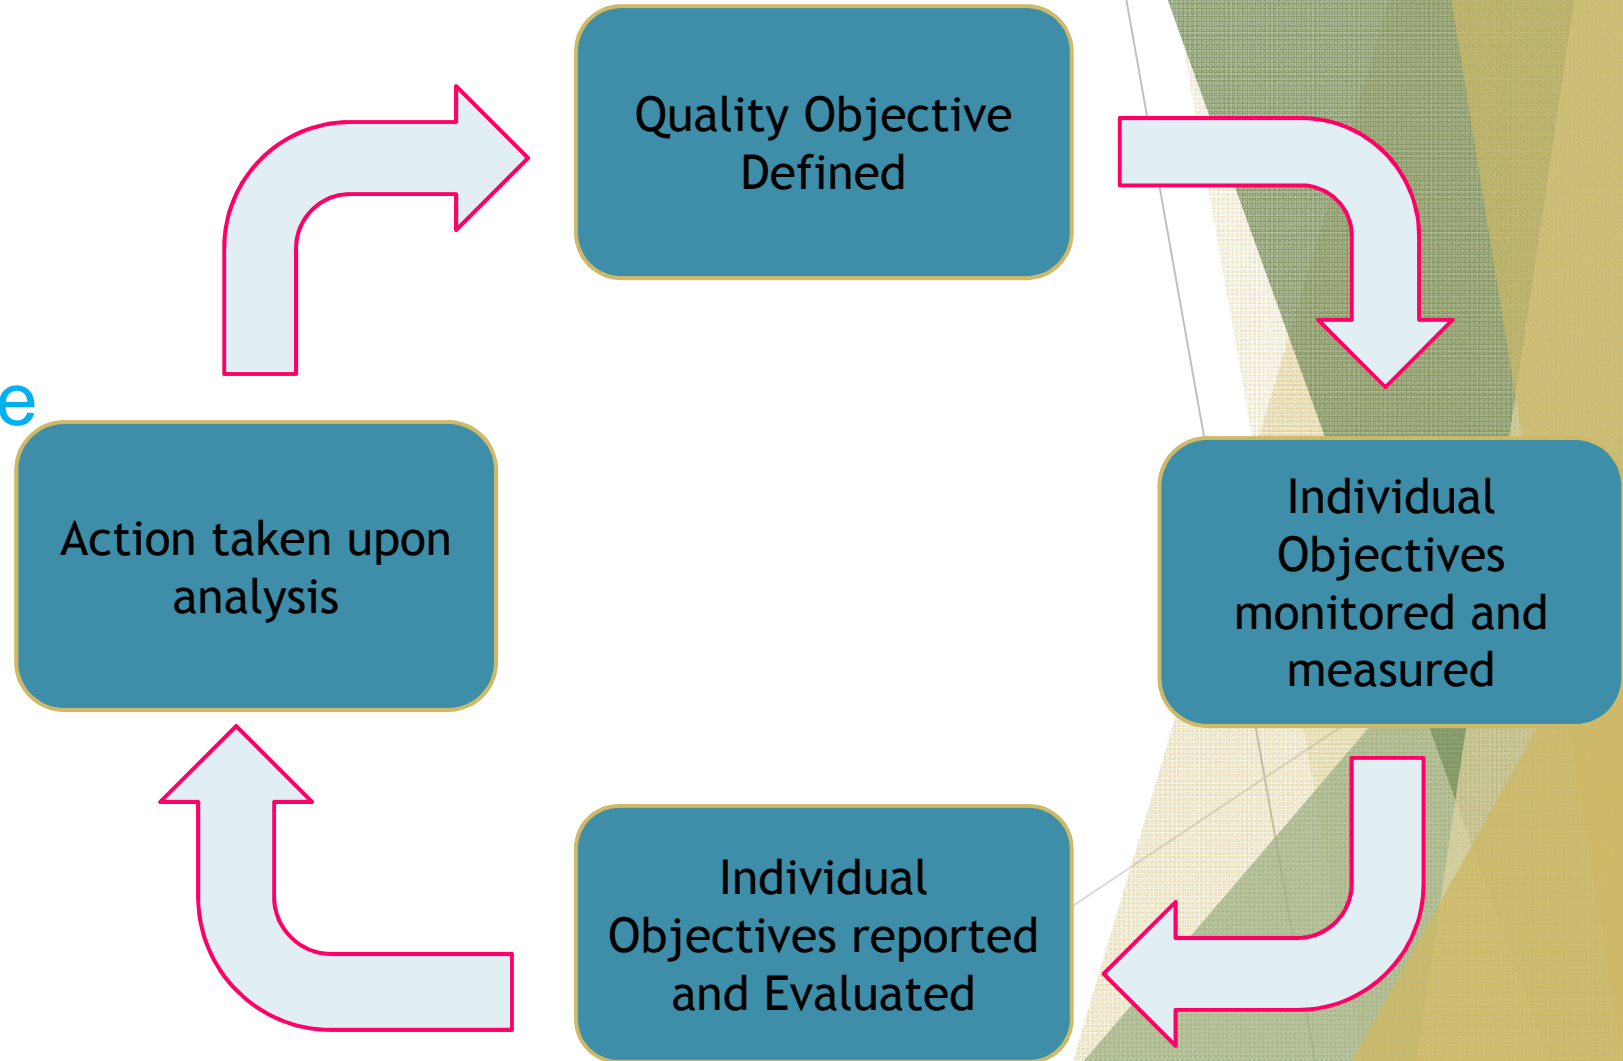 Quality Objective
Defined
e
Action taken upon
analysis
Individual
Objectives
monitored and
measured
Individual
Objectives reported
and Evaluated